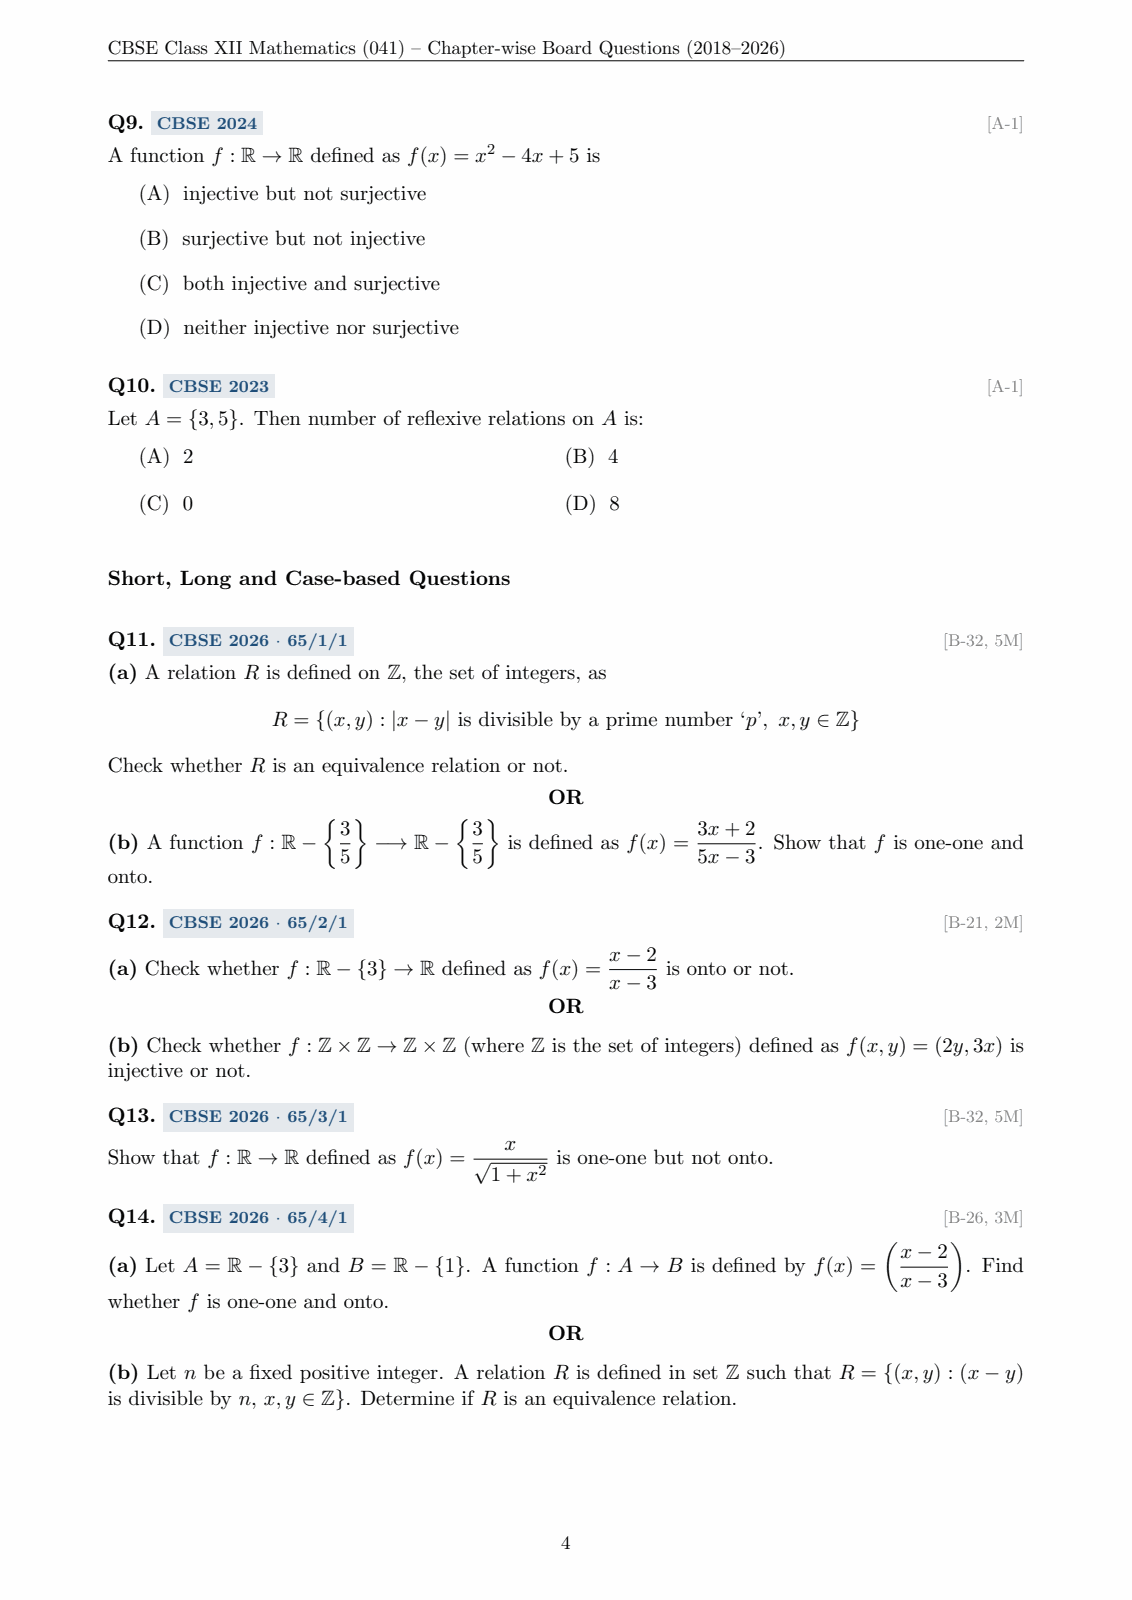 CBSE Class XII Mathematics (041) – Chapter-wise Board Questions (2018–2026)
Q9. CBSE 2024 [A-1]
A function f : ℝ → ℝ defined as f(x) = x² − 4x + 5 is
(A) injective but not surjective
(B) surjective but not injective
(C) both injective and surjective
(D) neither injective nor surjective
Q10. CBSE 2023 [A-1]
Let A = {3, 5}. Then number of reflexive relations on A is:
(A) 2 (B) 4
(C) 0 (D) 8
Short, Long and Case-based Questions
Q11. CBSE 2026 · 65/1/1 [B-32, 5M]
(a) A relation R is defined on ℤ, the set of integers, as
R = {(x, y) : |x − y| is divisible by a prime number ‘p’, x, y ∈ ℤ}
Check whether R is an equivalence relation or not.
OR
(b) A function f : ℝ − {3/5} ⟶ ℝ − {3/5} is defined as f(x) = (3x + 2)/(5x − 3). Show that f is one-one and
onto.
Q12. CBSE 2026 · 65/2/1 [B-21, 2M]
(a) Check whether f : ℝ − {3} → ℝ defined as f(x) = (x − 2)/(x − 3) is onto or not.
OR
(b) Check whether f : ℤ × ℤ → ℤ × ℤ (where ℤ is the set of integers) defined as f(x, y) = (2y, 3x) is
injective or not.
Q13. CBSE 2026 · 65/3/1 [B-32, 5M]
Show that f : ℝ → ℝ defined as f(x) = x/√(1 + x²) is one-one but not onto.
Q14. CBSE 2026 · 65/4/1 [B-26, 3M]
(a) Let A = ℝ − {3} and B = ℝ − {1}. A function f : A → B is defined by f(x) = ((x − 2)/(x − 3)). Find
whether f is one-one and onto.
OR
(b) Let n be a fixed positive integer. A relation R is defined in set ℤ such that R = {(x, y) : (x − y)
is divisible by n, x, y ∈ ℤ}. Determine if R is an equivalence relation.
4